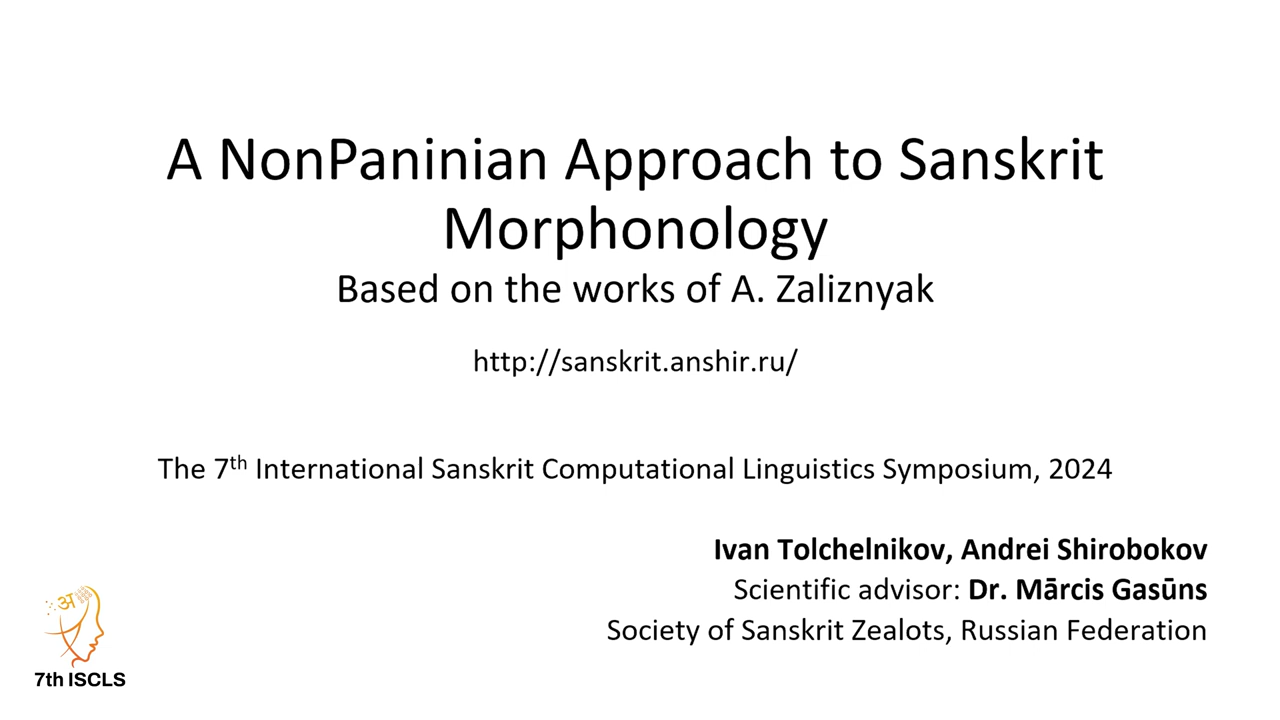 A NonPaninian Approach to Sanskrit
Morphonology
Based on the works of A. Zaliznyak
http://sanskrit.anshir.ru/
The 7th International Sanskrit Computational Linguistics Symposium, 2024
Ivan Tolchelnikov, Andrei Shirobokov
Scientific advisor: Dr. Mārcis Gasūns
Society of Sanskrit Zealots, Russian Federation
अ
7th ISCLS